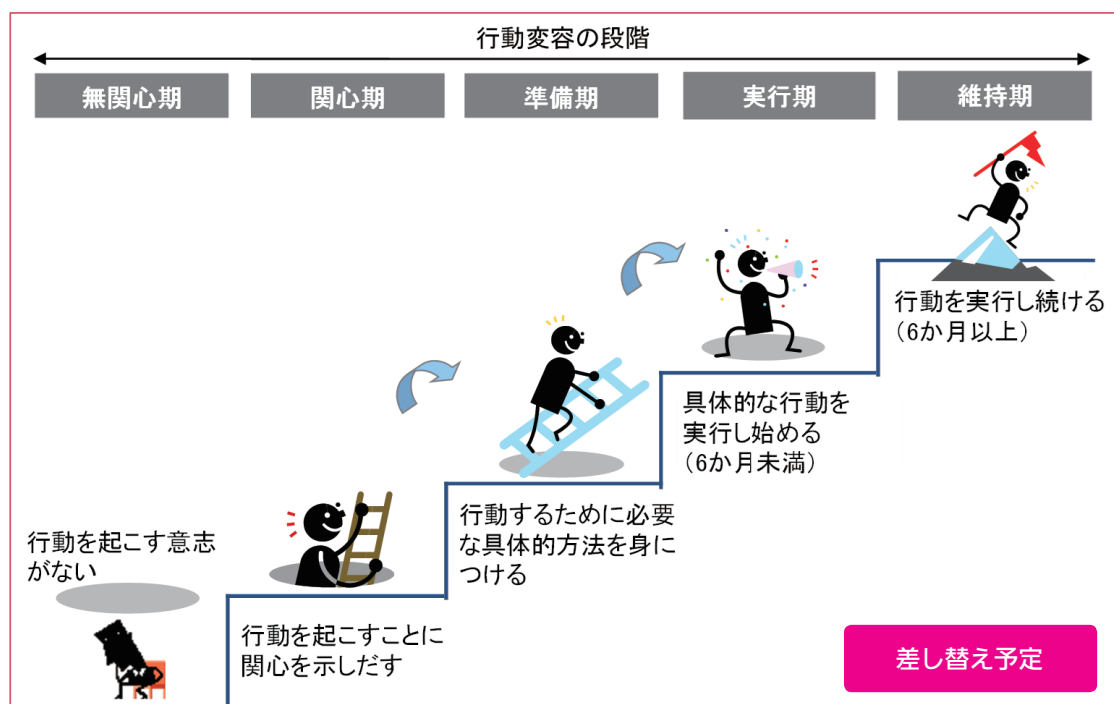 行動変容の段階
無関心期
関心期
準備期
実行期
維持期
行動を起こす意志
がない
行動を起こすことに
関心を示しだす
行動するために必要
な具体的方法を身に
つける
具体的な行動を
実行し始める
（6か月未満）
行動を実行し続ける
（6か月以上）
差し替え予定